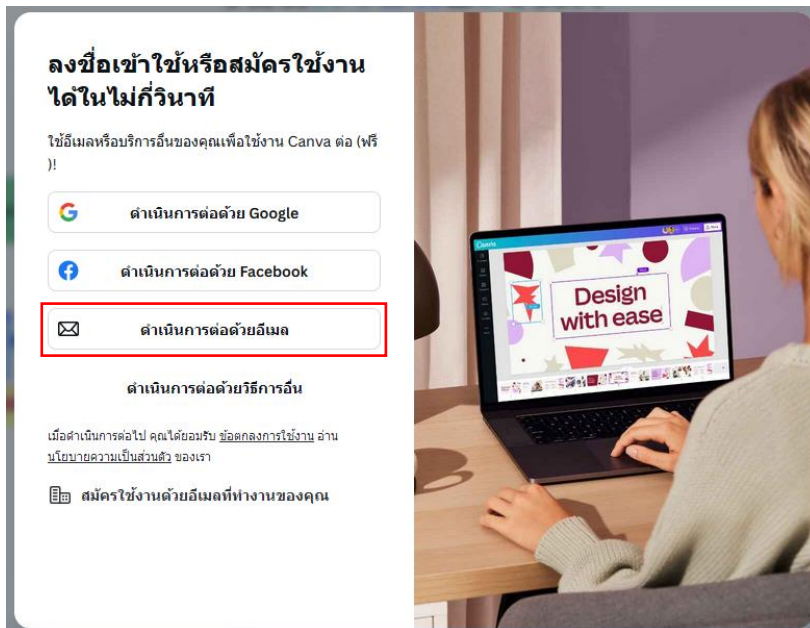 ลงชื่อเข้าใช้หรือสมัครใช้งาน
ได้ในไม่กี่วินาที
ใช้อีเมลหรือบริการอื่นของคุณเพื่อใช้งาน Canva ต่อ (ฟรี
)!
ดำเนินการต่อด้วย Google
ดำเนินการต่อด้วย Facebook
ดำเนินการต่อด้วยอีเมล
ดำเนินการต่อด้วยวิธีการอื่น
เมื่อดำเนินการต่อไป คุณได้ยอมรับ ข้อตกลงการใช้งาน อ่าน
นโยบายความเป็นส่วนตัว ของเรา
สมัครใช้งานด้วยอีเมลที่ทำงานของคุณ
Canva
Design
with ease